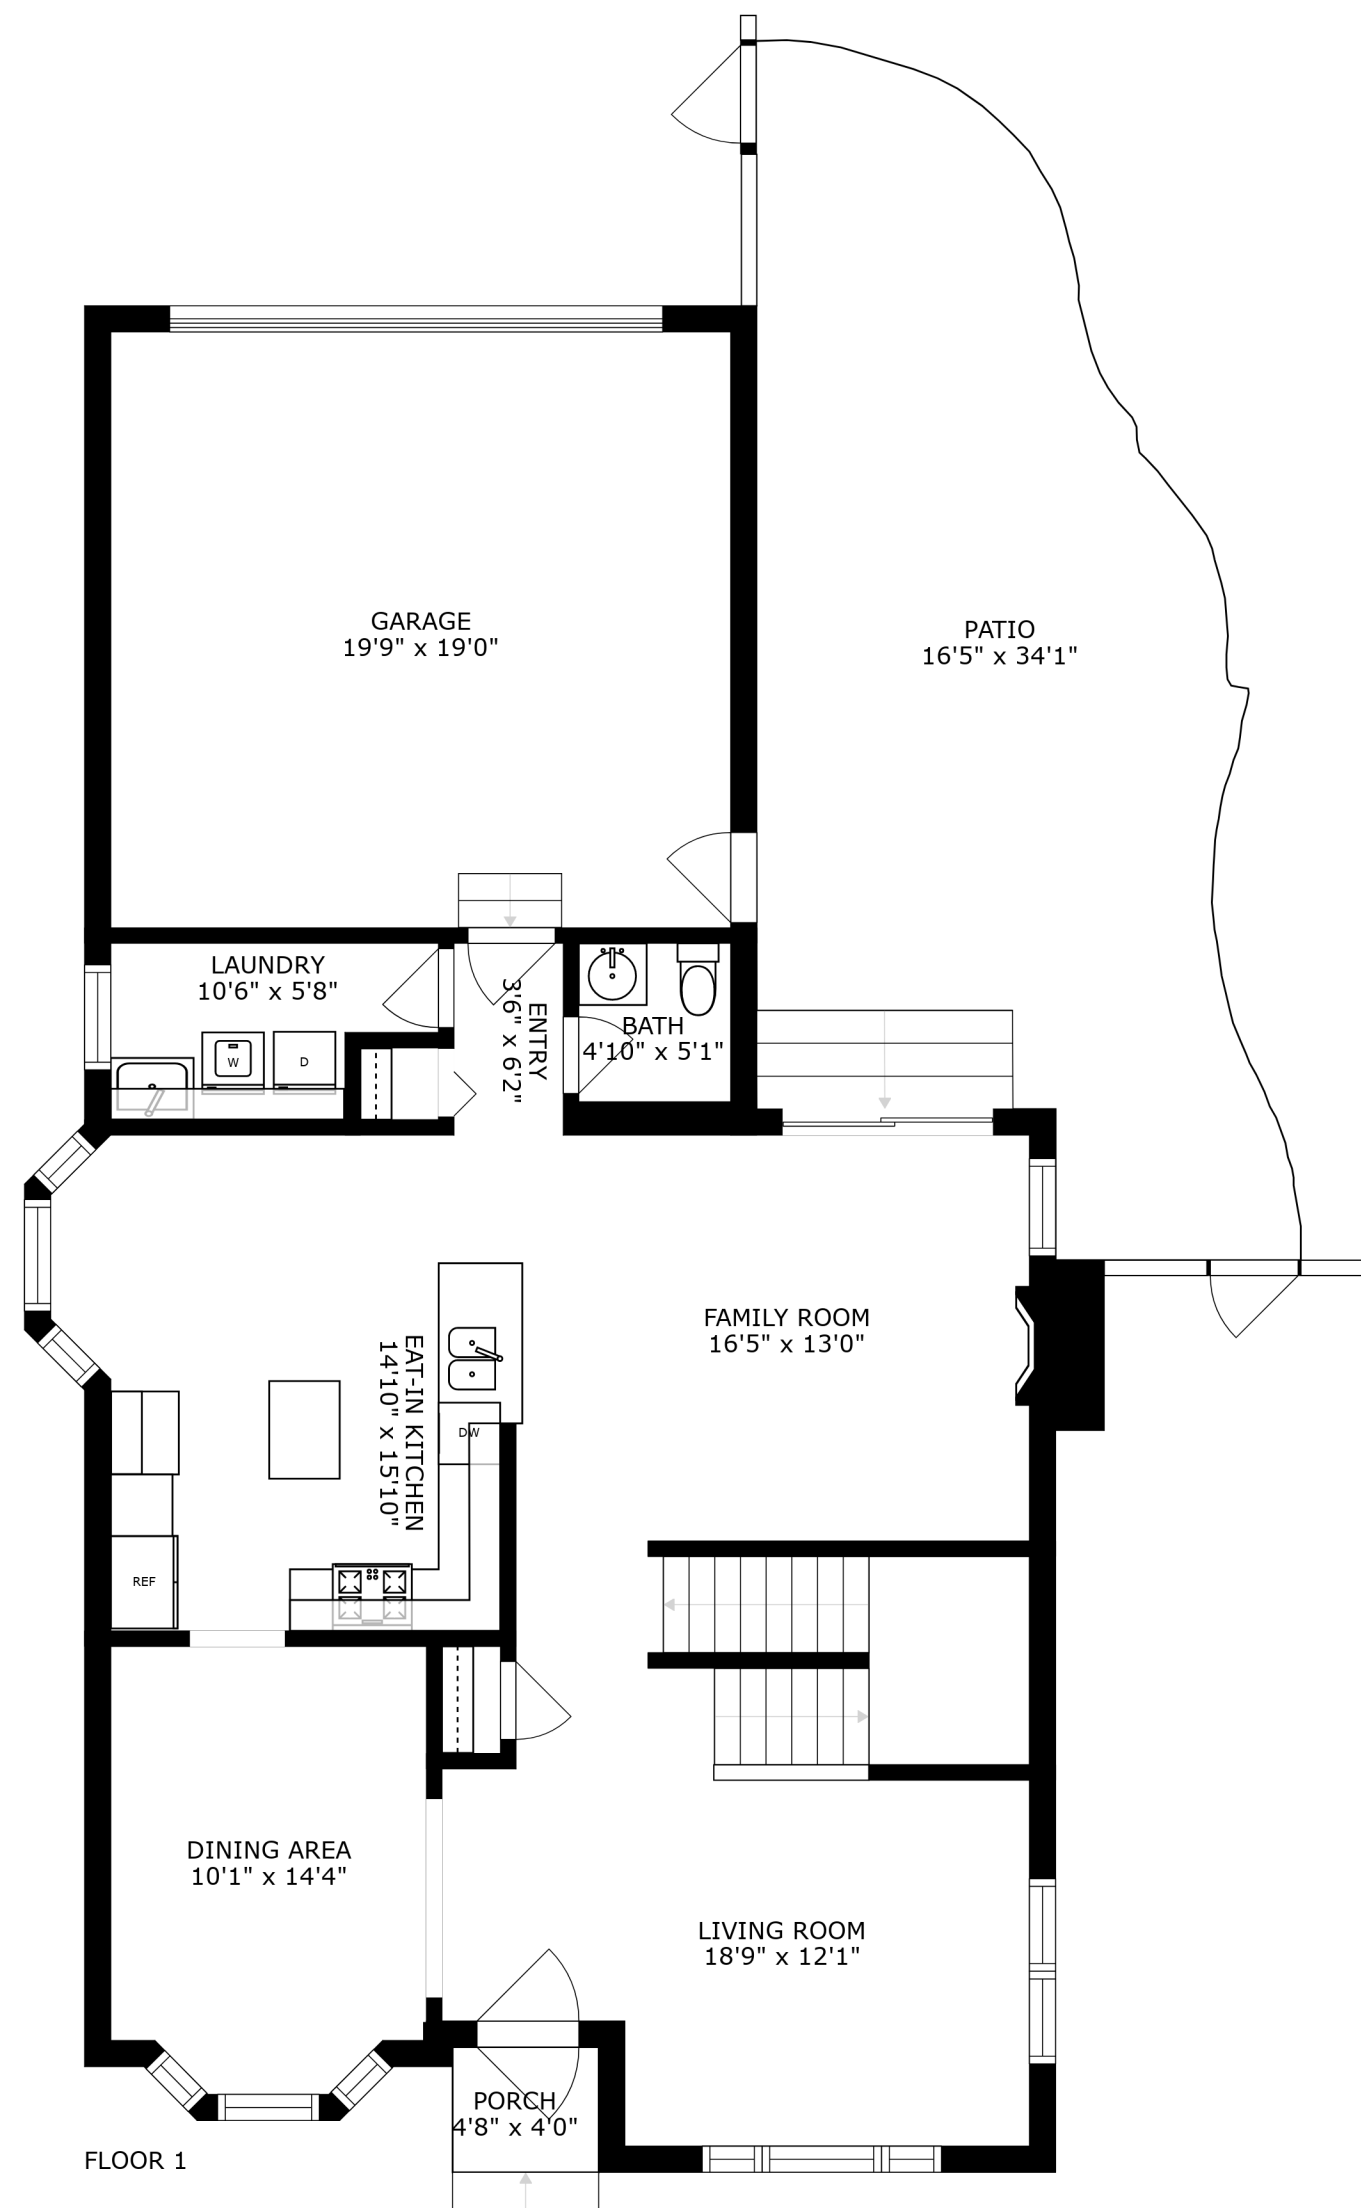 GARAGE
19'9" x 19'0"
PATIO
16'5" x 34'1"
LAUNDRY
10'6" x 5'8"
W
D
ENTRY
3'6" x 6'2"
BATH
4'10" x 5'1"
FAMILY ROOM
16'5" x 13'0"
EAT-IN KITCHEN
14'10" x 15'10"
DW
REF
DINING AREA
10'1" x 14'4"
LIVING ROOM
18'9" x 12'1"
PORCH
4'8" x 4'0"
FLOOR 1